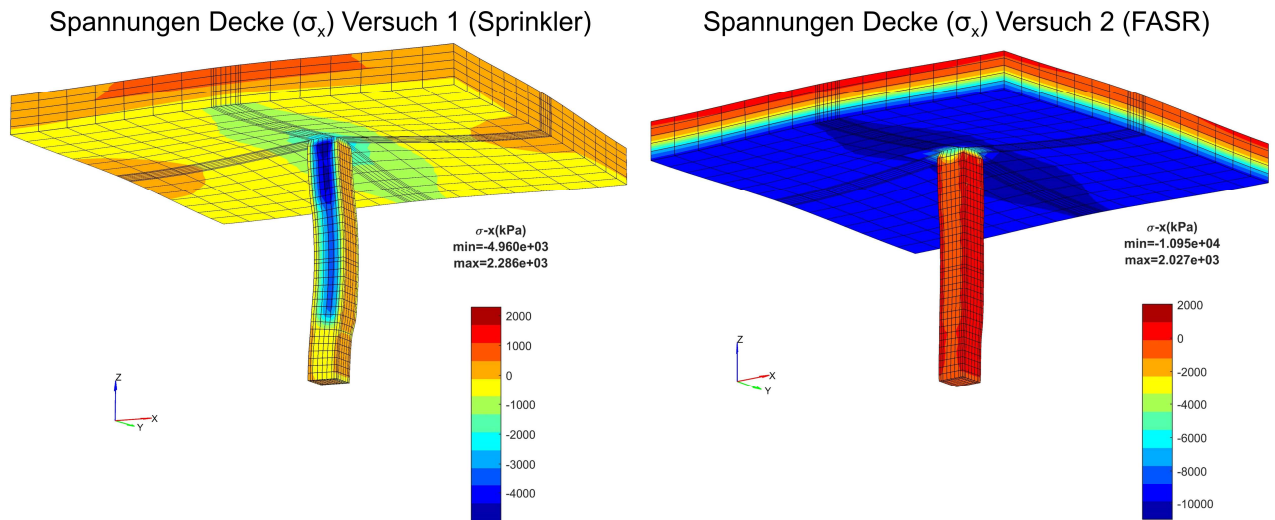 Spannungen Decke (σx) Versuch 1 (Sprinkler)
σ-x(kPa)
min=-4.960e+03
max=2.286e+03
2000
1000
0
-1000
-2000
-3000
-4000
Z
X
Y
Spannungen Decke (σx) Versuch 2 (FASR)
σ-x(kPa)
min=-1.095e+04
max=2.027e+03
2000
0
-2000
-4000
-6000
-8000
-10000
Z
X
Y